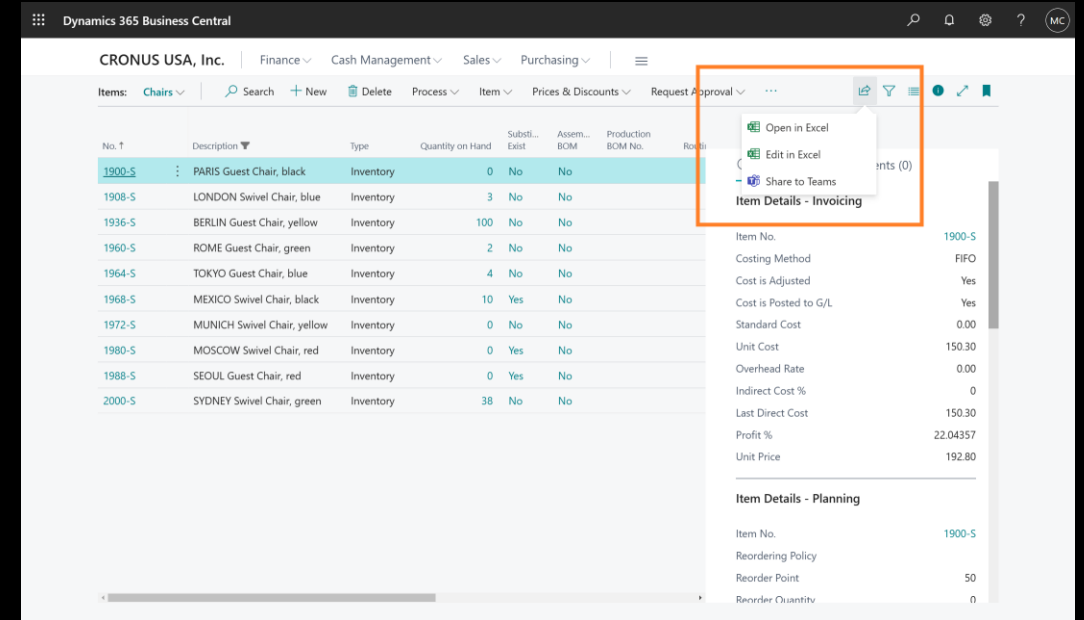 Dynamics 365 Business Central
? MC
CRONUS USA, Inc. Finance Cash Management Sales Purchasing
Items: Chairs Search New Delete Process Item Prices & Discounts Request Approval ...
Open in Excel
Edit in Excel
Share to Teams
ents (0)
No. ↑ Description Type Quantity on Hand Substi... Exist Assem... BOM Production BOM No. Routi
1900-S PARIS Guest Chair, black Inventory 0 No No
1908-S LONDON Swivel Chair, blue Inventory 3 No No
1936-S BERLIN Guest Chair, yellow Inventory 100 No No
1960-S ROME Guest Chair, green Inventory 2 No No
1964-S TOKYO Guest Chair, blue Inventory 4 No No
1968-S MEXICO Swivel Chair, black Inventory 10 Yes No
1972-S MUNICH Swivel Chair, yellow Inventory 0 No No
1980-S MOSCOW Swivel Chair, red Inventory 0 Yes No
1988-S SEOUL Guest Chair, red Inventory 0 Yes No
2000-S SYDNEY Swivel Chair, green Inventory 38 No No
Item Details - Invoicing
Item No. 1900-S
Costing Method FIFO
Cost is Adjusted Yes
Cost is Posted to G/L Yes
Standard Cost 0.00
Unit Cost 150.30
Overhead Rate 0.00
Indirect Cost % 0
Last Direct Cost 150.30
Profit % 22.04357
Unit Price 192.80
Item Details - Planning
Item No. 1900-S
Reordering Policy
Reorder Point 50
Reorder Quantity 0